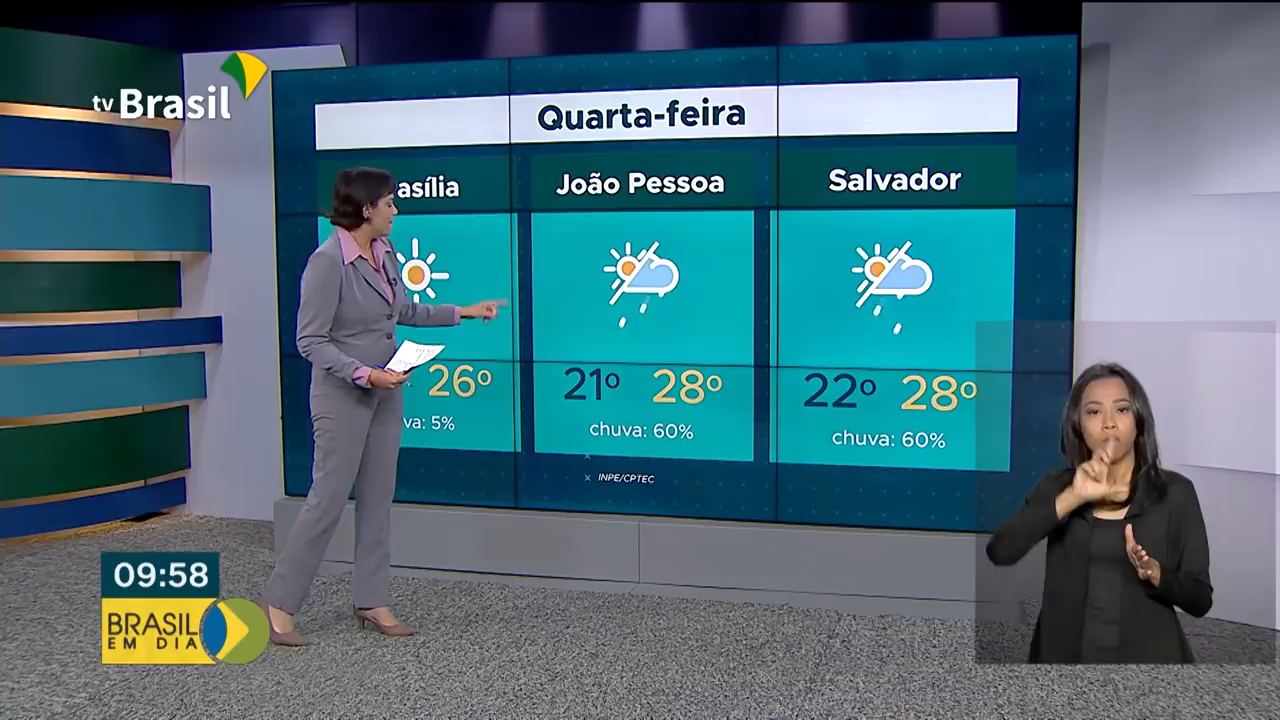 tv Brasil
Quarta-feira
asília
João Pessoa
Salvador
26º
21º 28º
22º 28º
va: 5%
chuva: 60%
chuva: 60%
INPE/CPTEC
09:58
BRASIL
EM DIA